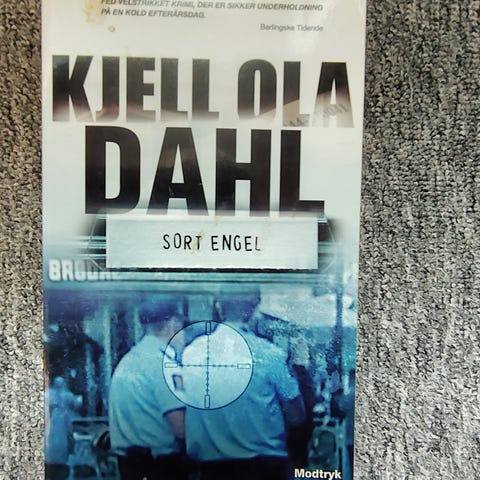 FED VELSTRIKKET KRIMI, DER ER SIKKER UNDERHOLDNING
PÅ EN KOLD EFTERÅRSDAG.
Berlingske Tidende
KJELL OLA
DAHL
SORT ENGEL
Modtryk